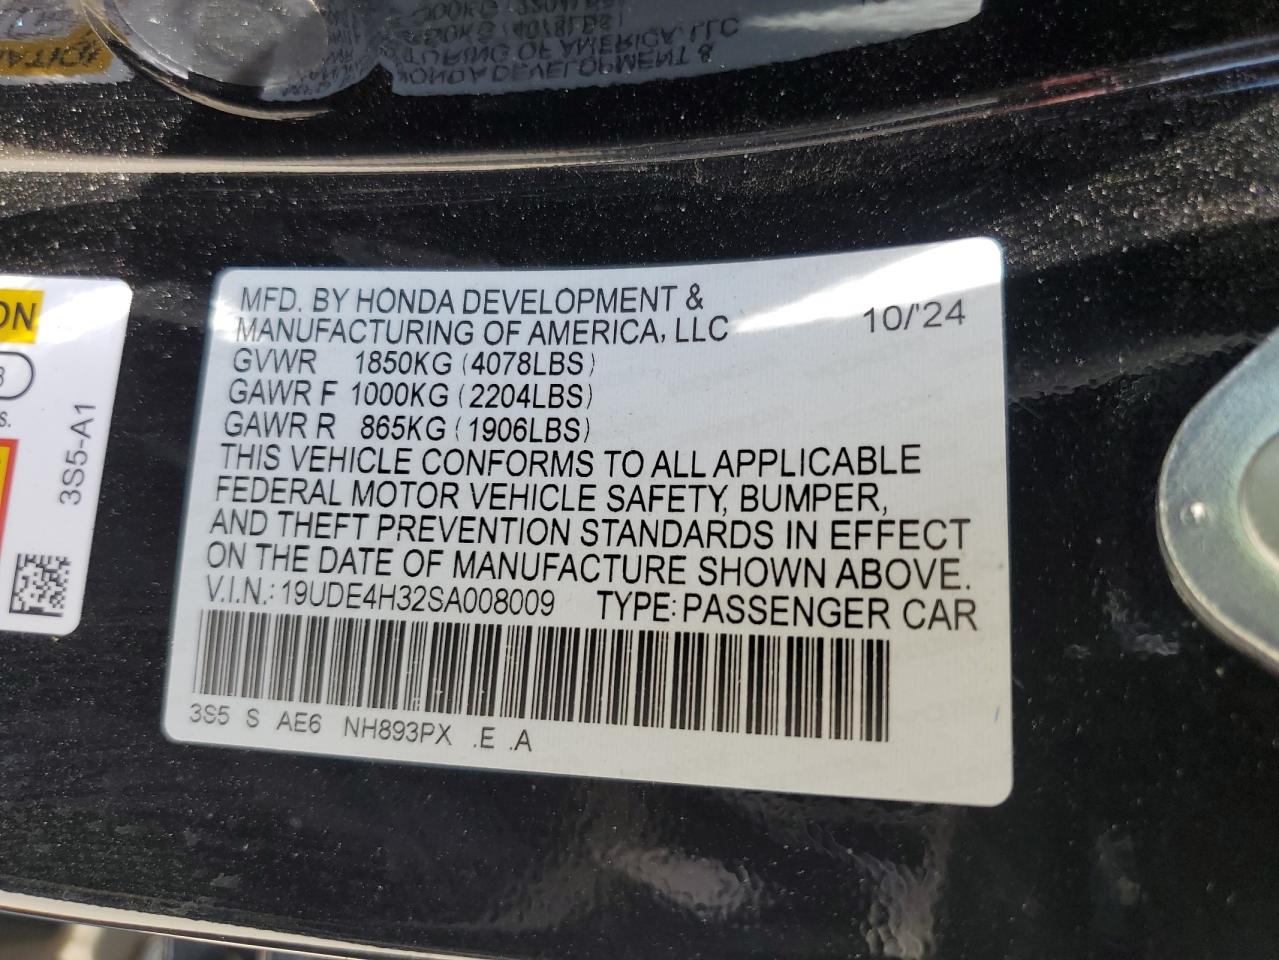 MFD. BY HONDA DEVELOPMENT &
MANUFACTURING OF AMERICA, LLC
10/'24
GVWR 1850KG (4078LBS)
GAWR F 1000KG (2204LBS)
GAWR R 865KG (1906LBS)
THIS VEHICLE CONFORMS TO ALL APPLICABLE
FEDERAL MOTOR VEHICLE SAFETY, BUMPER,
AND THEFT PREVENTION STANDARDS IN EFFECT
ON THE DATE OF MANUFACTURE SHOWN ABOVE.
V.I.N.: 19UDE4H32SA008009 TYPE: PASSENGER CAR
3S5 S AE6 NH893PX .E .A
ON
3
s.
3S5-A1